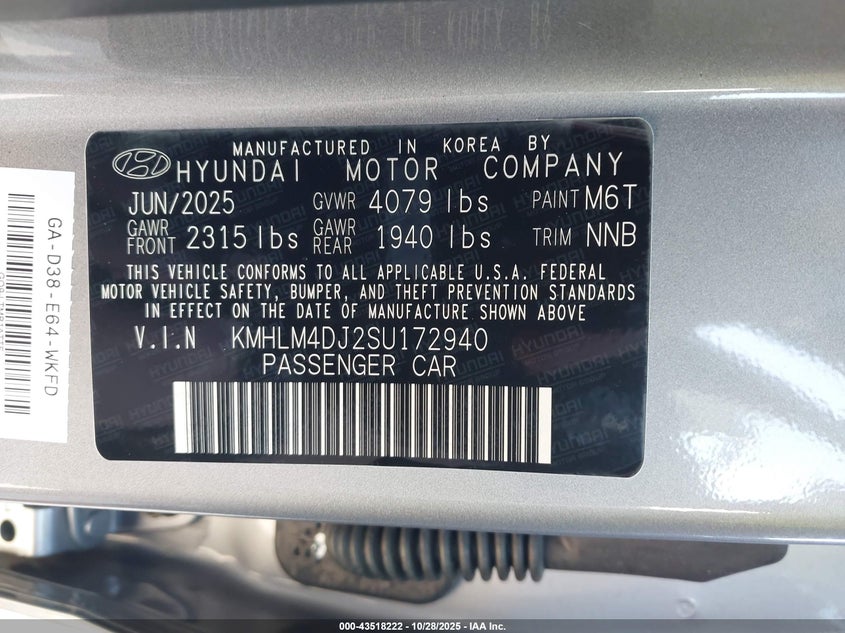 MANUFACTURED IN KOREA BY
HYUNDAI MOTOR COMPANY
JUN/2025 GVWR 4079 lbs PAINT M6T
GAWR FRONT 2315 lbs GAWR REAR 1940 lbs TRIM NNB
THIS VEHICLE CONFORMS TO ALL APPLICABLE U.S.A. FEDERAL
MOTOR VEHICLE SAFETY, BUMPER, AND THEFT PREVENTION STANDARDS
IN EFFECT ON THE DATE OF MANUFACTURE SHOWN ABOVE
V.I.N KMHLM4DJ2SU172940
PASSENGER CAR
GA-D38-E64-WKFD
000-43518222 • 10/28/2025 - IAA Inc.